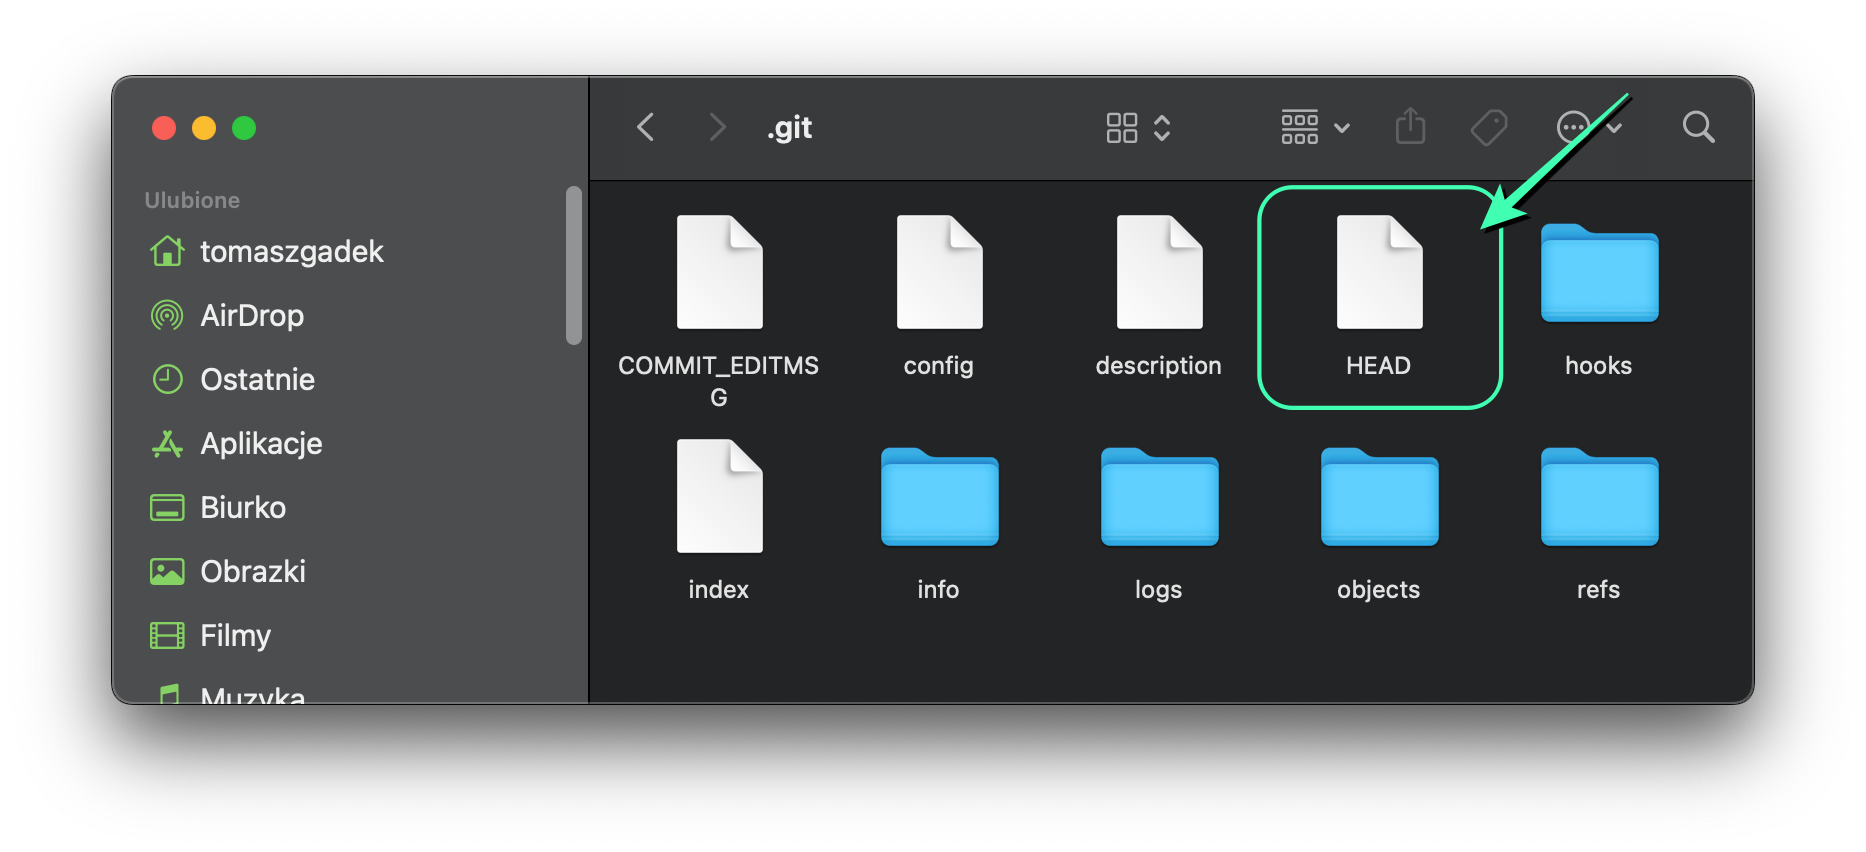 .git
Ulubione
tomaszgadek
AirDrop
Ostatnie
Aplikacje
Biurko
Obrazki
Filmy
Muzyka
COMMIT_EDITMS
G
config
description
HEAD
hooks
index
info
logs
objects
refs